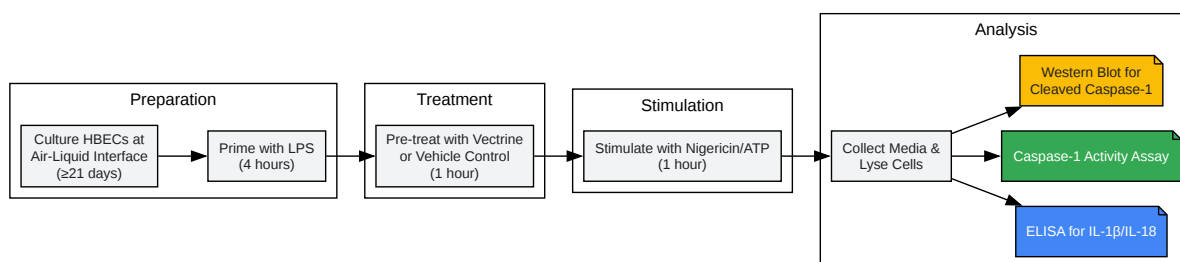 Preparation
Culture HBECs at
Air-Liquid Interface
(≥21 days)
Prime with LPS
(4 hours)
Treatment
Pre-treat with Vectrine
or Vehicle Control
(1 hour)
Stimulation
Stimulate with Nigericin/ATP
(1 hour)
Analysis
Collect Media &
Lyse Cells
Western Blot for
Cleaved Caspase-1
Caspase-1 Activity Assay
ELISA for IL-1β/IL-18